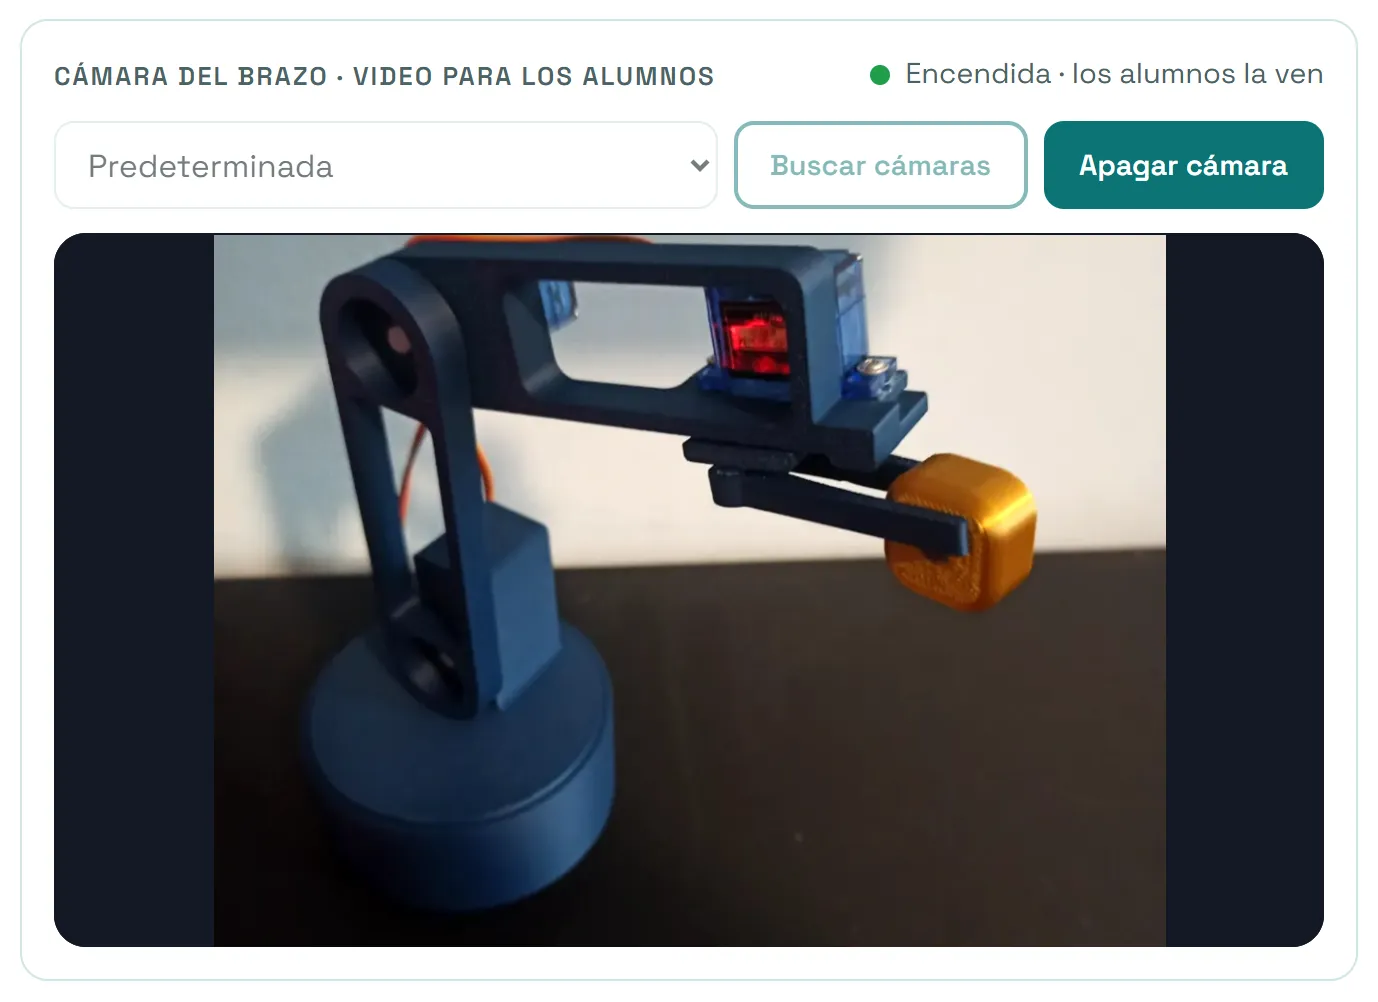 CÁMARA DEL BRAZO · VIDEO PARA LOS ALUMNOS
Encendida · los alumnos la ven
Predeterminada
Buscar cámaras
Apagar cámara